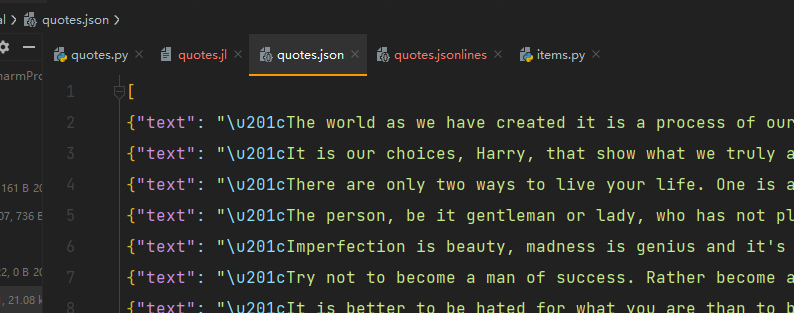 al > quotes.json >
quotes.py quotes.jl quotes.json quotes.jsonlines items.py
1 [
2 {"text": "\u201cThe world as we have created it is a process of our
3 {"text": "\u201cIt is our choices, Harry, that show what we truly a
4 {"text": "\u201cThere are only two ways to live your life. One is a
5 {"text": "\u201cThe person, be it gentleman or lady, who has not pl
6 {"text": "\u201cImperfection is beauty, madness is genius and it's
7 {"text": "\u201cTry not to become a man of success. Rather become a
8 {"text": "\u201cIt is better to be hated for what you are than to b
harmPro
161 B 20
07, 736 B
22, 0 B 20
, 21.08 k